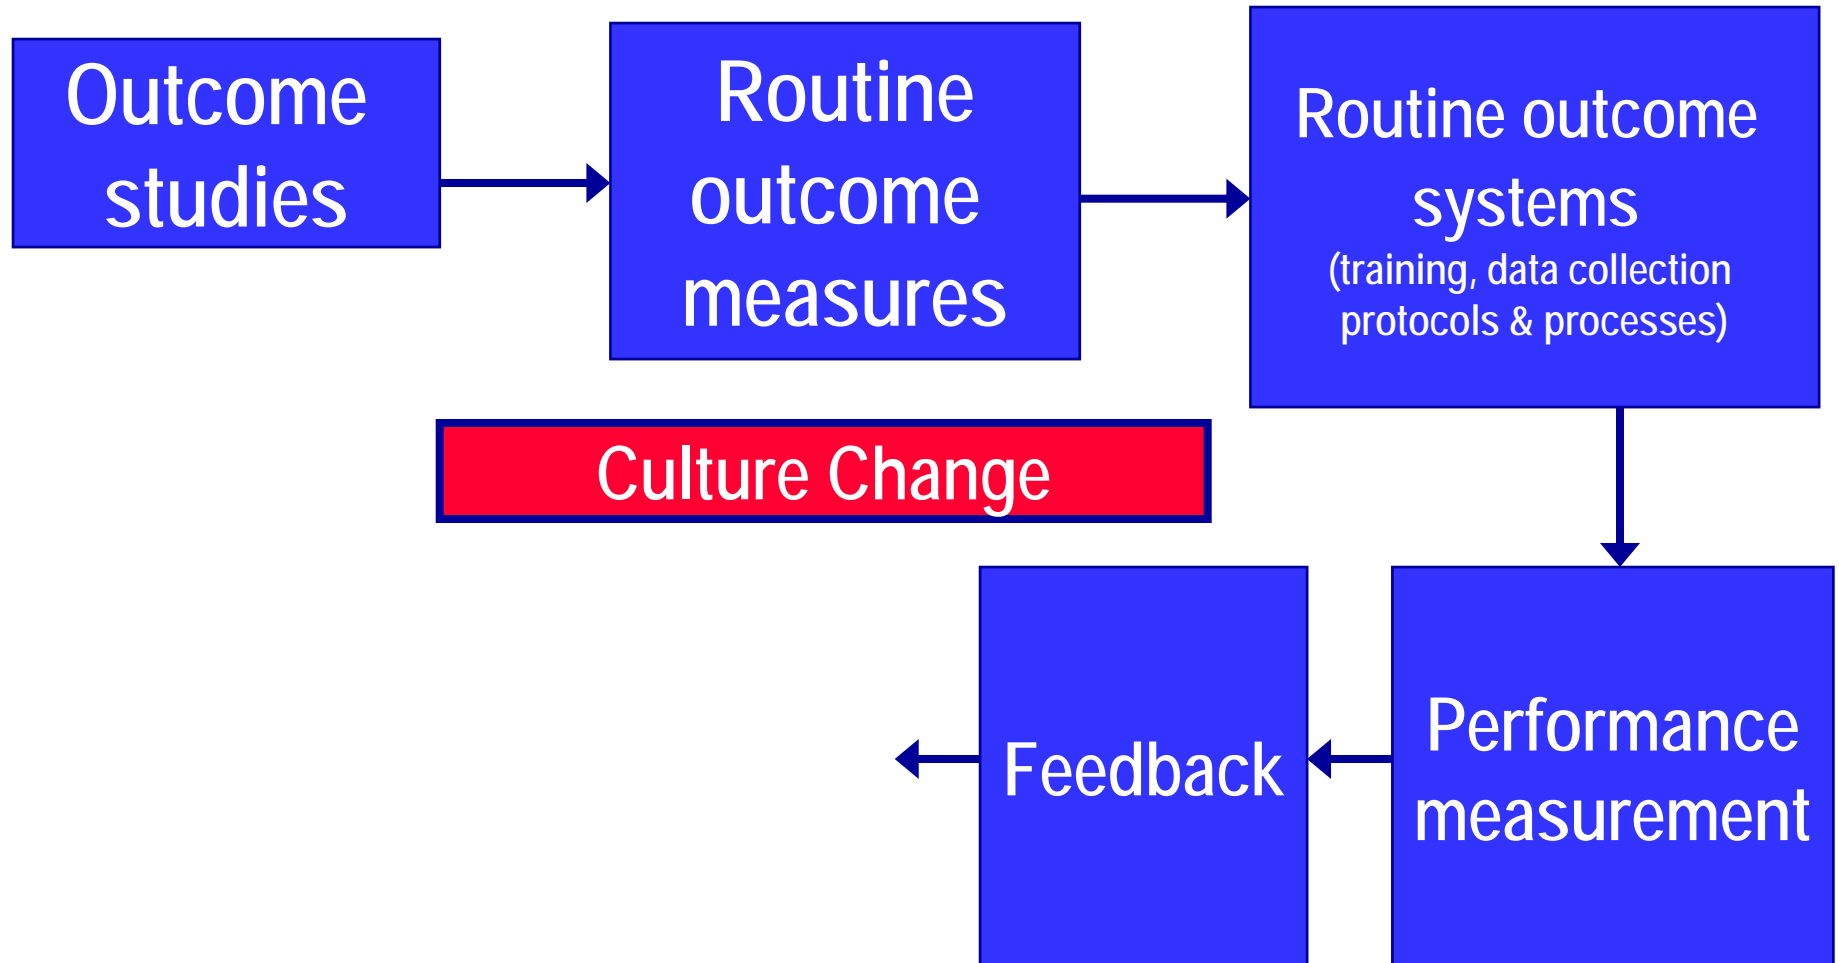 Outcome
studies
Routine
outcome
measures
Routine outcome
systems
(training, data collection
protocols & processes)
Culture Change
Feedback
Performance
measurement